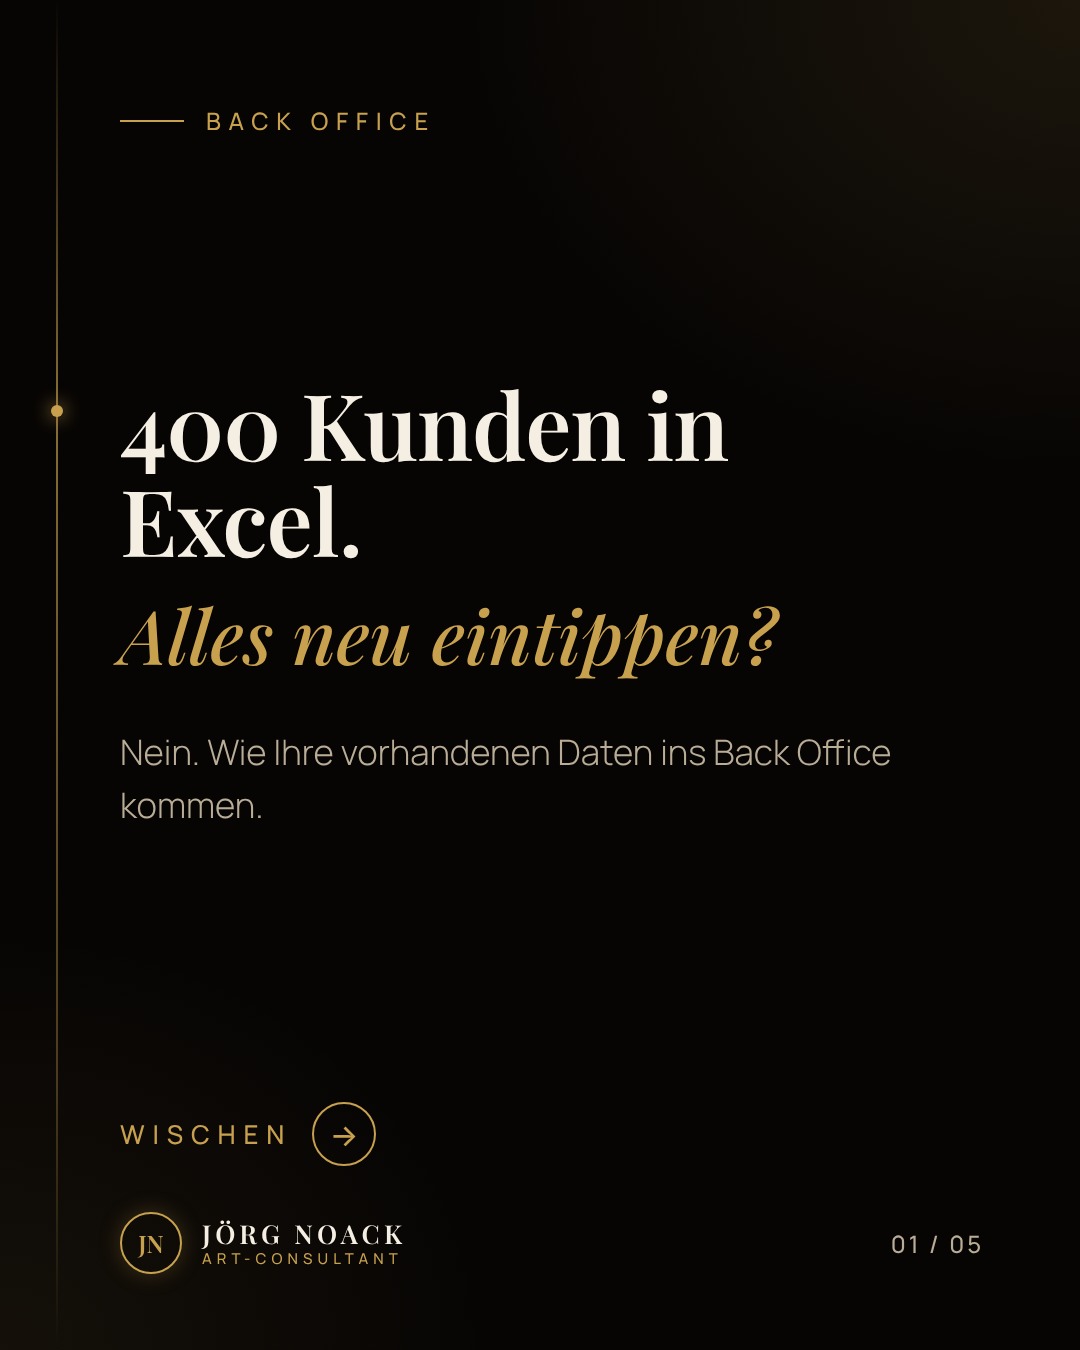 BACK OFFICE
400 Kunden in
Excel.
Alles neu eintippen?
Nein. Wie Ihre vorhandenen Daten ins Back Office
kommen.
WISCHEN →
JN
JÖRG NOACK
ART-CONSULTANT
01 / 05